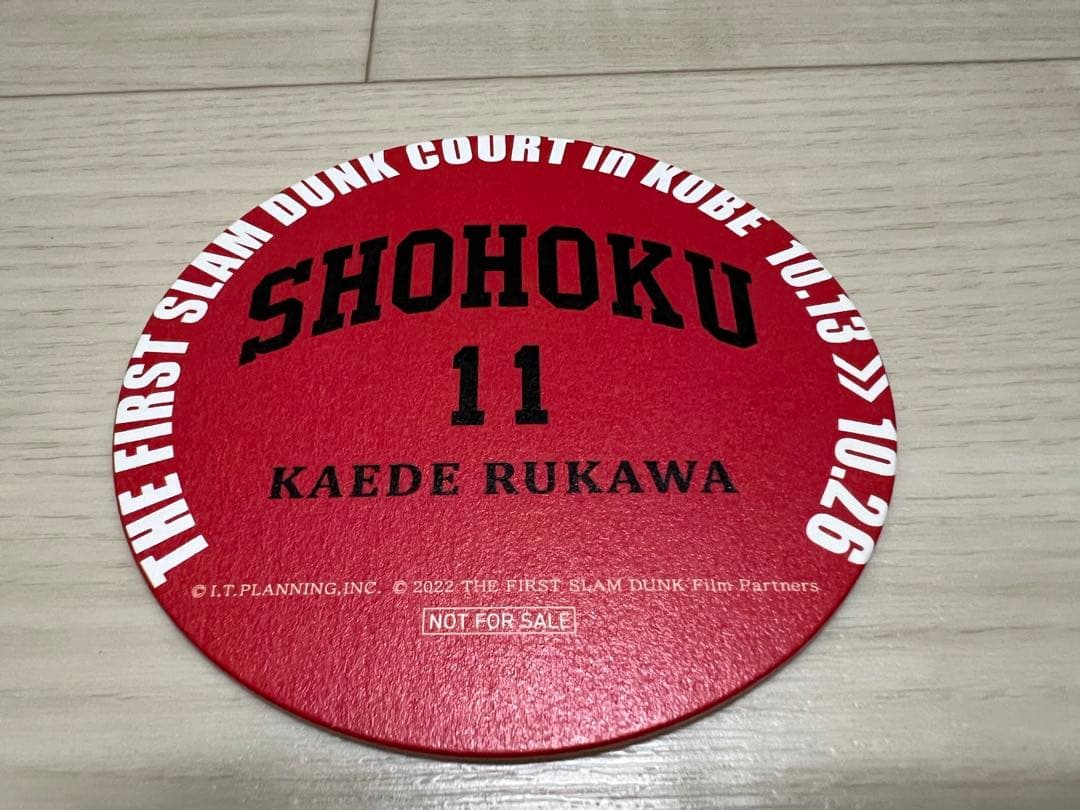 THE FIRST SLAM DUNK COURT in KOBE 10.13 >> 10.26
SHOHOKU
11
KAEDE RUKAWA
© I.T.PLANNING,INC. © 2022 THE FIRST SLAM DUNK Film Partners
NOT FOR SALE